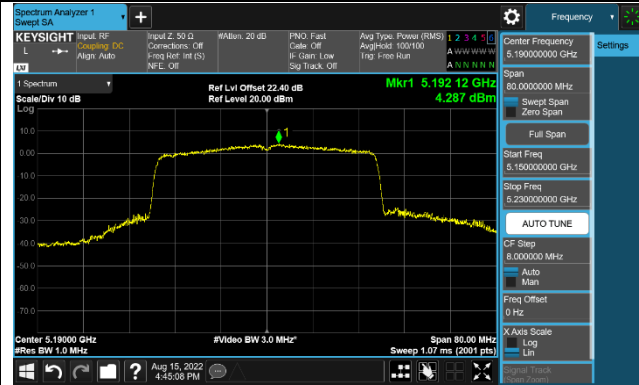 Spectrum Analyzer 1
Swept SA
Frequency
KEYSIGHT
L
LXI
Input: RF
Coupling: DC
Align: Auto
Input Z: 50 Ω
Corrections: Off
Freq Ref: Int (S)
NFE: Off
#Atten: 20 dB
PNO: Fast
Gate: Off
IF Gain: Low
Sig Track: Off
Avg Type: Power (RMS)
Avg|Hold: 100/100
Trig: Free Run
1 2 3 4 5 6
A W W W W W
A N N N N N
1 Spectrum
Scale/Div 10 dB
Log
Ref Lvl Offset 22.40 dB
Ref Level 20.00 dBm
Mkr1 5.192 12 GHz
4.287 dBm
1
10.0
0.00
-10.0
-20.0
-30.0
-40.0
-50.0
-60.0
-70.0
Center 5.19000 GHz
#Res BW 1.0 MHz
#Video BW 3.0 MHz*
Span 80.00 MHz
Sweep 1.07 ms (2001 pts)
Aug 15, 2022
4:45:08 PM
Center Frequency
5.190000000 GHz
Settings
Span
80.0000000 MHz
Swept Span
Zero Span
Full Span
Start Freq
5.150000000 GHz
Stop Freq
5.230000000 GHz
AUTO TUNE
CF Step
8.000000 MHz
Auto
Man
Freq Offset
0 Hz
X Axis Scale
Log
Lin
Signal Track
(Span Zoom)